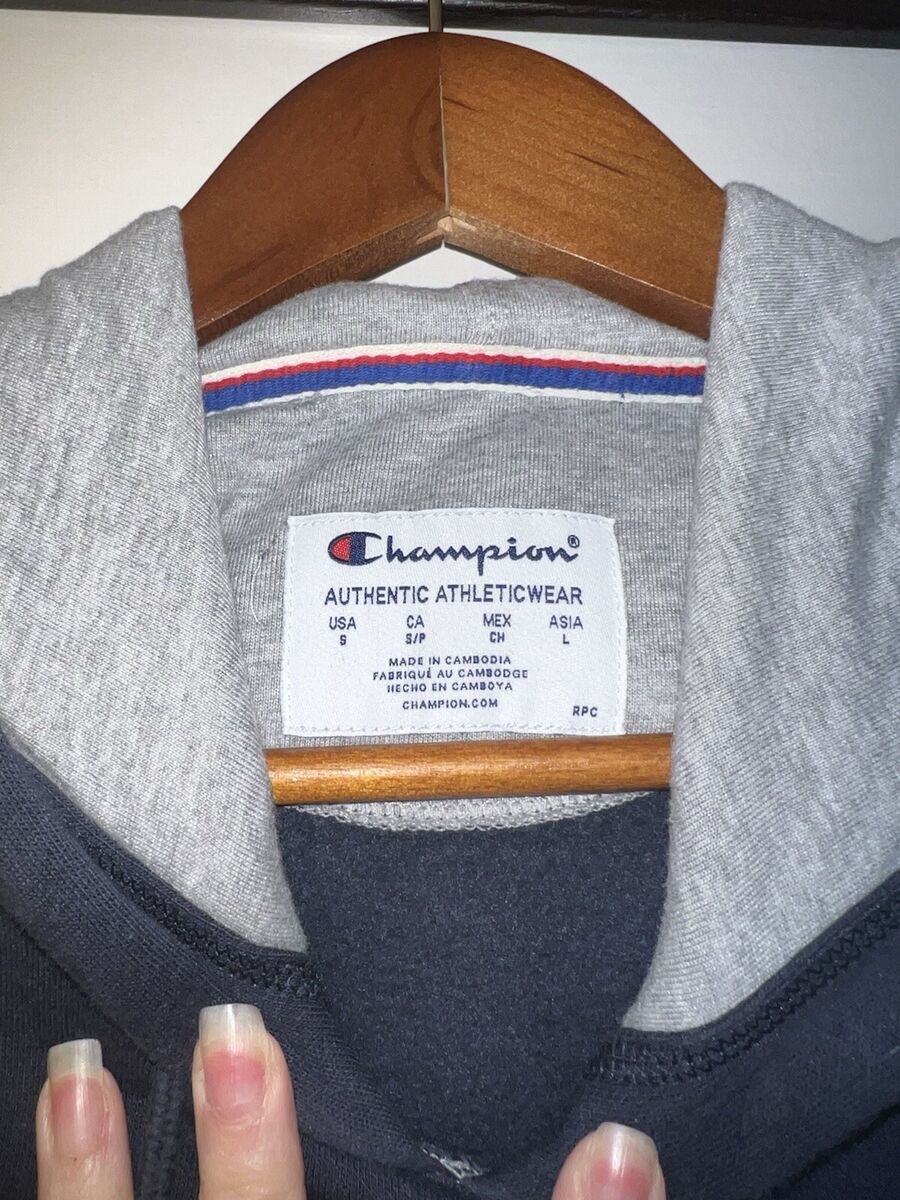 Champion®
AUTHENTIC ATHLETICWEAR
USA CA MEX ASIA
S S/P CH L
MADE IN CAMBODIA
FABRIQUÉ AU CAMBODGE
HECHO EN CAMBOYA
CHAMPION.COM
RPC